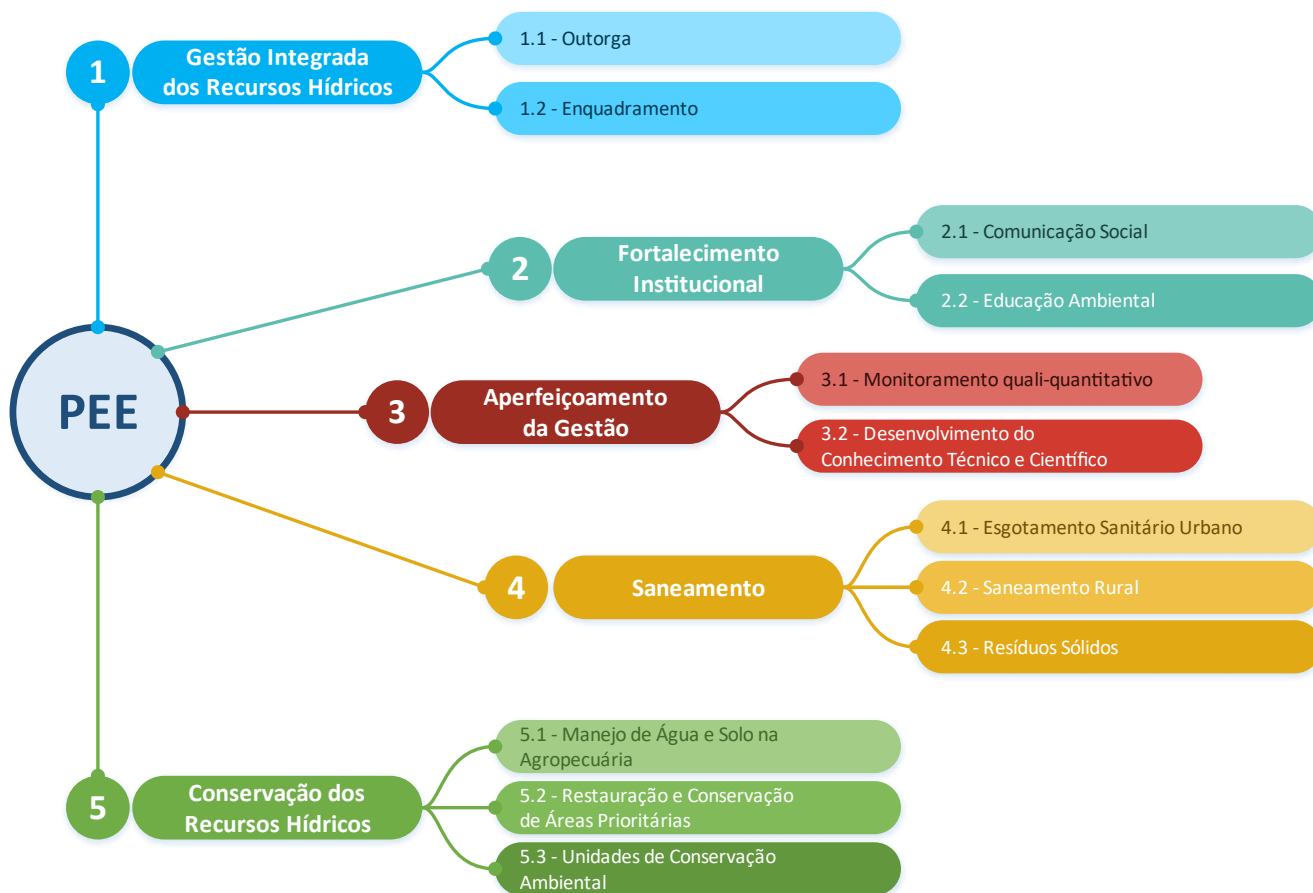 1
Gestão Integrada
dos Recursos Hídricos
1.1 - Outorga
1.2 - Enquadramento
2
Fortalecimento
Institucional
2.1 - Comunicação Social
2.2 - Educação Ambiental
PEE
3
Aperfeiçoamento
da Gestão
3.1 - Monitoramento quali-quantitativo
3.2 - Desenvolvimento do
Conhecimento Técnico e Científico
4
Saneamento
4.1 - Esgotamento Sanitário Urbano
4.2 - Saneamento Rural
4.3 - Resíduos Sólidos
5
Conservação dos
Recursos Hídricos
5.1 - Manejo de Água e Solo na
Agropecuária
5.2 - Restauração e Conservação
de Áreas Prioritárias
5.3 - Unidades de Conservação
Ambiental